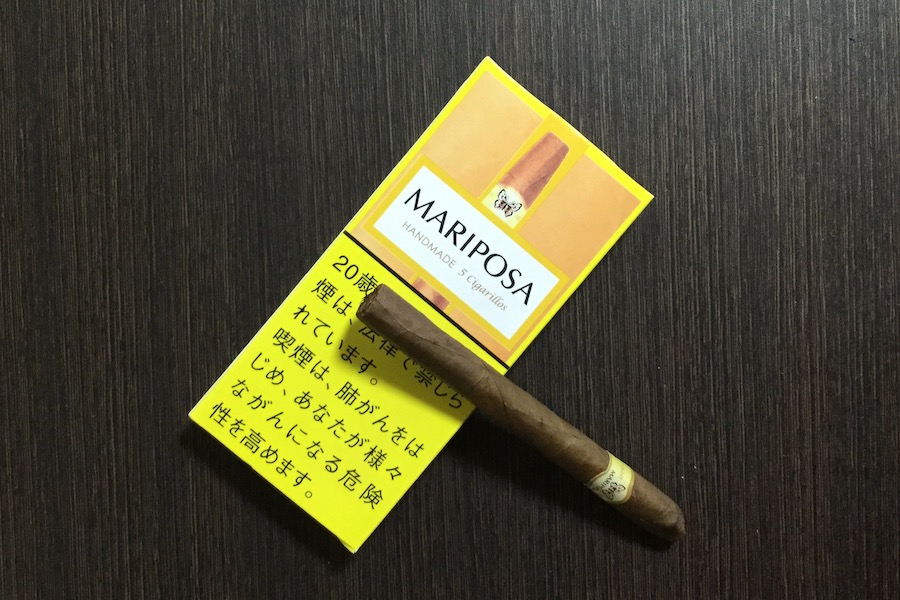 MARIPOSA
HANDMADE 5 Cigarillos
20歳
煙は、法律で禁じら
れています。
喫煙は、肺がんをは
じめ、あなたが様々
ながんになる危険
性を高めます。